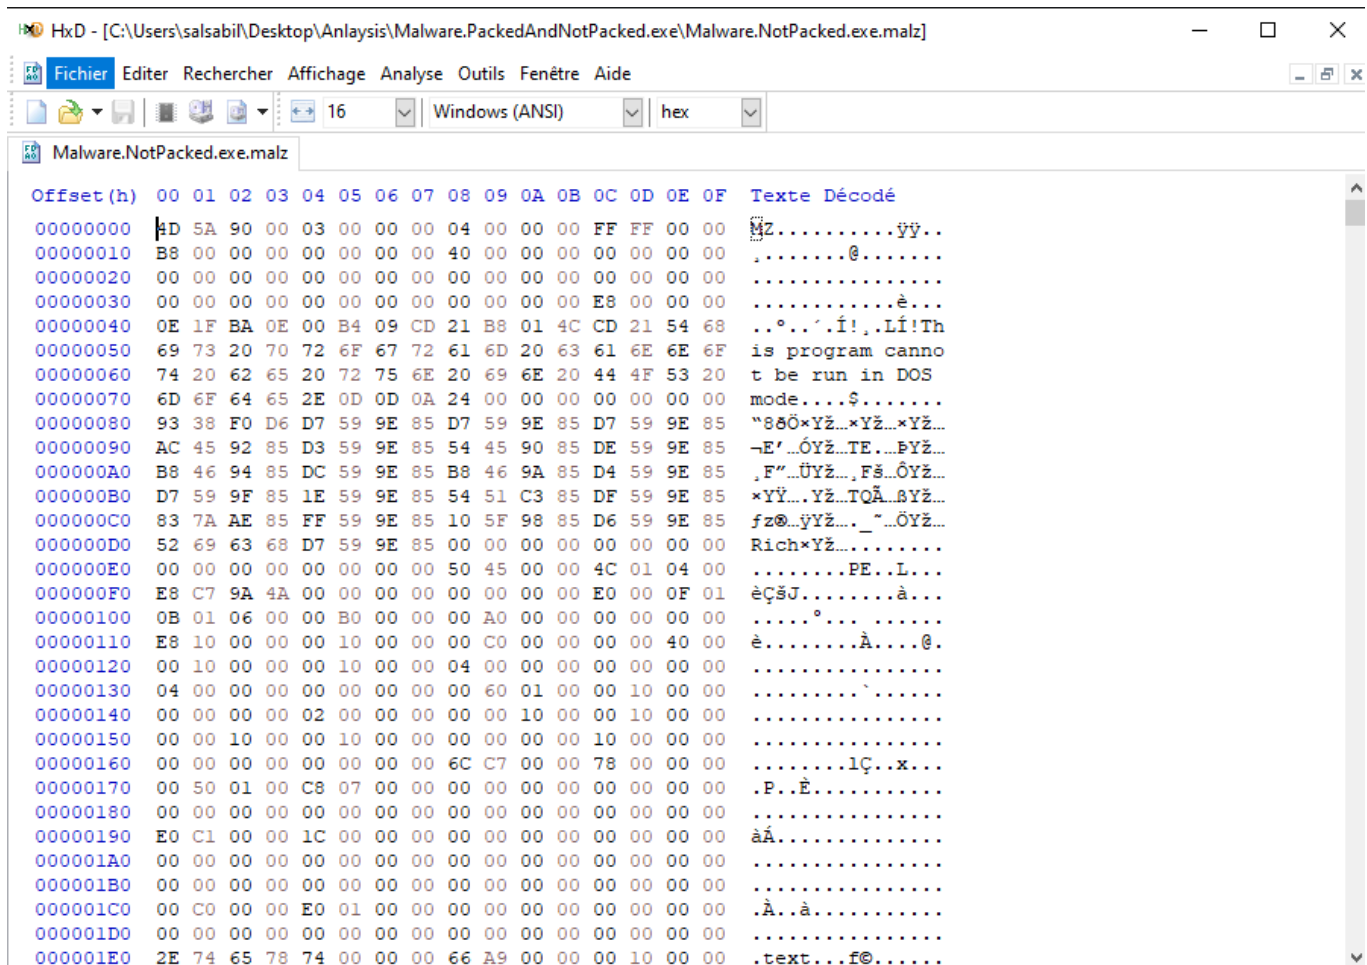 HxD - [C:\Users\salsabil\Desktop\Anlaysis\Malware.PackedAndNotPacked.exe\Malware.NotPacked.exe.malz]
Fichier Editer Rechercher Affichage Analyse Outils Fenêtre Aide
16 Windows (ANSI) hex
Malware.NotPacked.exe.malz
Offset(h) 00 01 02 03 04 05 06 07 08 09 0A 0B 0C 0D 0E 0F Texte Décodé
00000000 4D 5A 90 00 03 00 00 00 04 00 00 00 FF FF 00 00 MZ..........ÿÿ..
00000010 B8 00 00 00 00 00 00 00 40 00 00 00 00 00 00 00 ¸.......@.......
00000020 00 00 00 00 00 00 00 00 00 00 00 00 00 00 00 00 ................
00000030 00 00 00 00 00 00 00 00 00 00 00 00 E8 00 00 00 ............è...
00000040 0E 1F BA 0E 00 B4 09 CD 21 B8 01 4C CD 21 54 68 ..º..´.Í!¸.LÍ!Th
00000050 69 73 20 70 72 6F 67 72 61 6D 20 63 61 6E 6E 6F is program canno
00000060 74 20 62 65 20 72 75 6E 20 69 6E 20 44 4F 53 20 t be run in DOS
00000070 6D 6F 64 65 2E 0D 0D 0A 24 00 00 00 00 00 00 00 mode....$.......
00000080 93 38 F0 D6 D7 59 9E 85 D7 59 9E 85 D7 59 9E 85 “8ðÖ×Yž…×Yž…×Yž…
00000090 AC 45 92 85 D3 59 9E 85 54 45 90 85 DE 59 9E 85 ¬E’…ÓYž…TE.…ÞYž…
000000A0 B8 46 94 85 DC 59 9E 85 B8 46 9A 85 D4 59 9E 85 ¸F”…ÜYž…¸Fš…ÔYž…
000000B0 D7 59 9F 85 1E 59 9E 85 54 51 C3 85 DF 59 9E 85 ×YŸ….Yž…TQÃ…ßYž…
000000C0 83 7A AE 85 FF 59 9E 85 10 5F 98 85 D6 59 9E 85 ƒz®…ÿYž…._˜…ÖYž…
000000D0 52 69 63 68 D7 59 9E 85 00 00 00 00 00 00 00 00 Rich×Yž…........
000000E0 00 00 00 00 00 00 00 00 50 45 00 00 4C 01 04 00 ........PE..L...
000000F0 E8 C7 9A 4A 00 00 00 00 00 00 00 00 E0 00 0F 01 èÇšJ........à...
00000100 0B 01 06 00 00 B0 00 00 00 A0 00 00 00 00 00 00 .....°... ......
00000110 E8 10 00 00 00 10 00 00 00 C0 00 00 00 00 40 00 è........À....@.
00000120 00 10 00 00 00 10 00 00 04 00 00 00 00 00 00 00 ................
00000130 04 00 00 00 00 00 00 00 00 60 01 00 00 10 00 00 .........`......
00000140 00 00 00 00 02 00 00 00 00 00 10 00 00 10 00 00 ................
00000150 00 00 10 00 00 10 00 00 00 00 00 00 10 00 00 00 ................
00000160 00 00 00 00 00 00 00 00 6C C7 00 00 78 00 00 00 ........lÇ..x...
00000170 00 50 01 00 C8 07 00 00 00 00 00 00 00 00 00 00 .P..È...........
00000180 00 00 00 00 00 00 00 00 00 00 00 00 00 00 00 00 ................
00000190 E0 C1 00 00 1C 00 00 00 00 00 00 00 00 00 00 00 àÁ..............
000001A0 00 00 00 00 00 00 00 00 00 00 00 00 00 00 00 00 ................
000001B0 00 00 00 00 00 00 00 00 00 00 00 00 00 00 00 00 ................
000001C0 00 C0 00 00 E0 01 00 00 00 00 00 00 00 00 00 00 .À..à...........
000001D0 00 00 00 00 00 00 00 00 00 00 00 00 00 00 00 00 ................
000001E0 2E 74 65 78 74 00 00 00 66 A9 00 00 00 10 00 00 .text...f©......